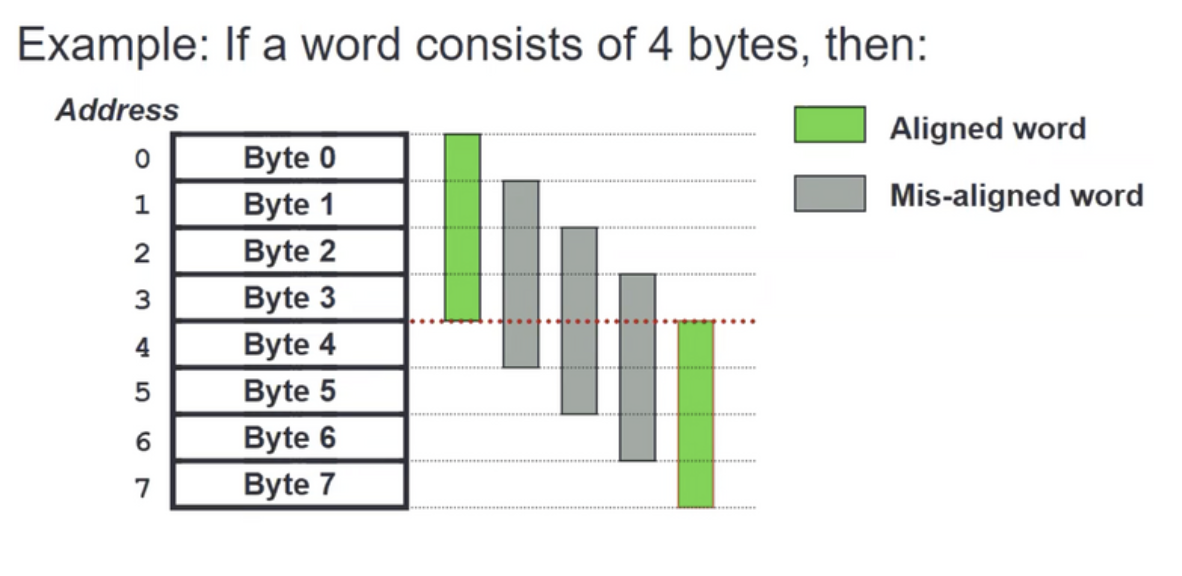 Example: If a word consists of 4 bytes, then:
Address
0 Byte 0
1 Byte 1
2 Byte 2
3 Byte 3
4 Byte 4
5 Byte 5
6 Byte 6
7 Byte 7
Aligned word
Mis-aligned word